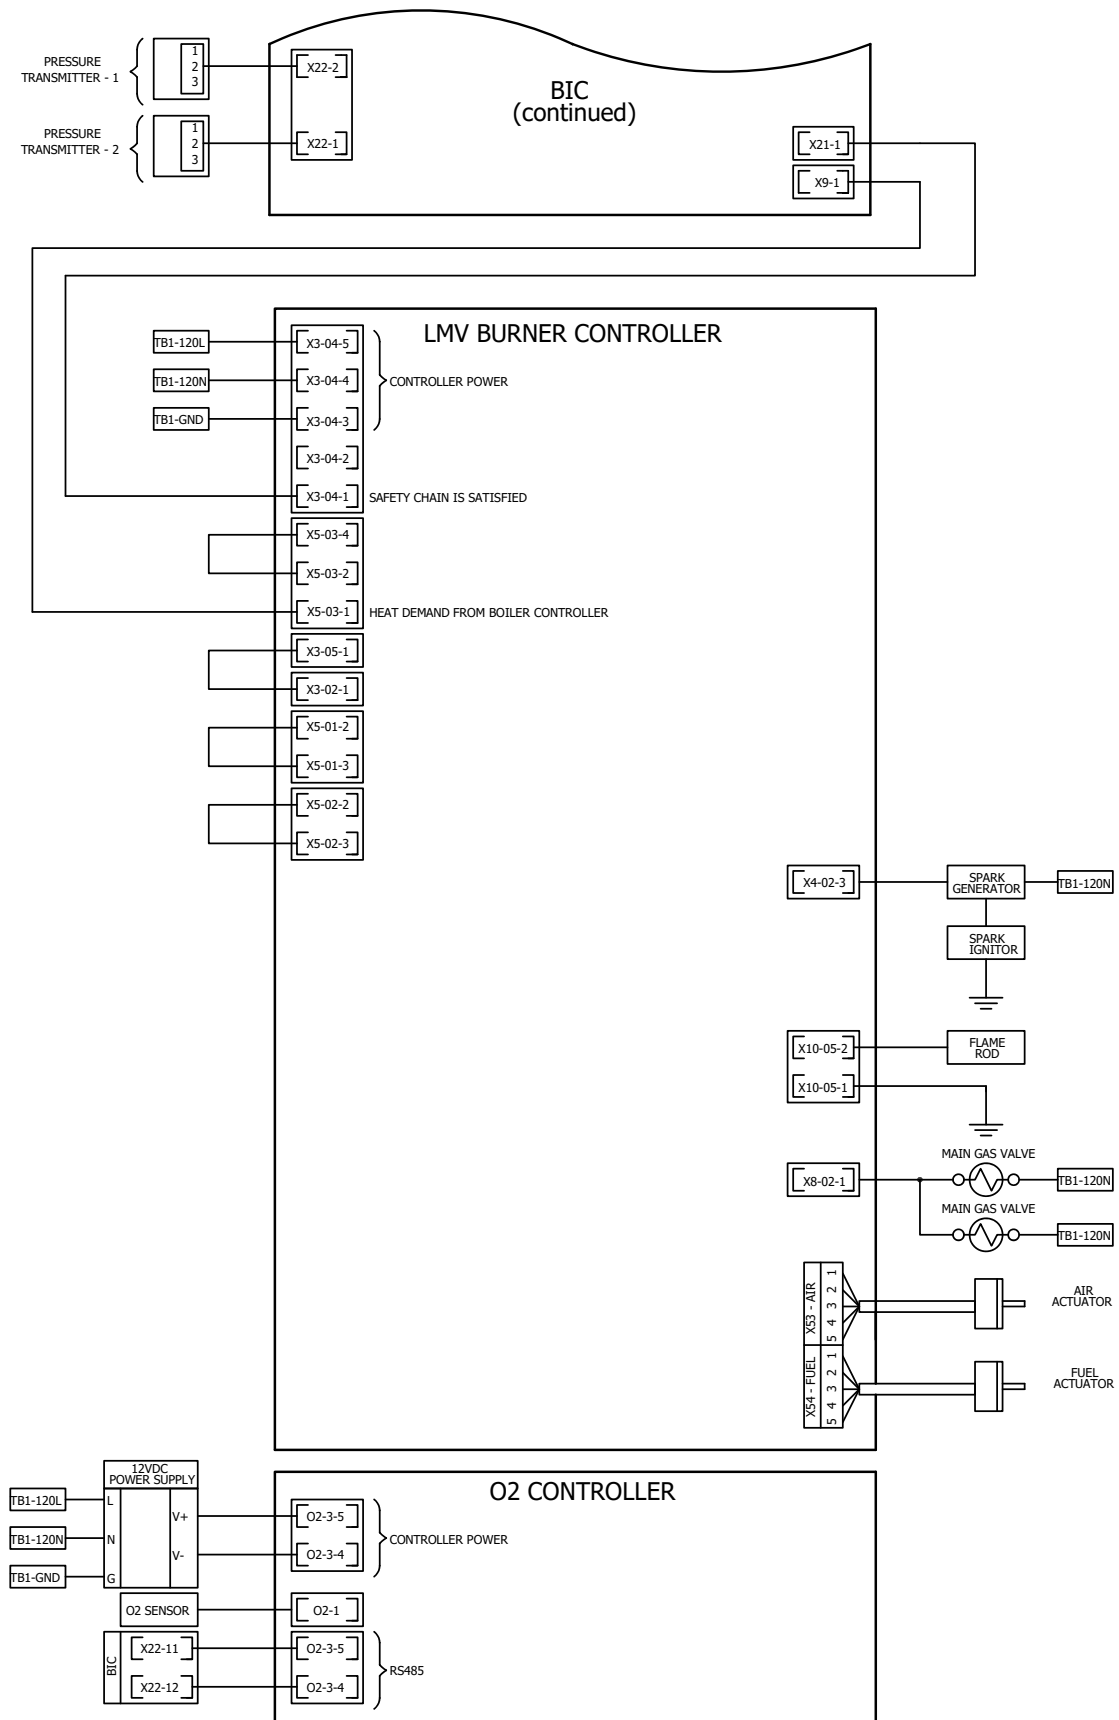 PRESSURE
TRANSMITTER - 1
1
2
3
X22-2
BIC
(continued)
PRESSURE
TRANSMITTER - 2
1
2
3
X22-1
X21-1
X9-1
LMV BURNER CONTROLLER
TB1-120L
X3-04-5
TB1-120N
X3-04-4
CONTROLLER POWER
TB1-GND
X3-04-3
X3-04-2
X3-04-1
SAFETY CHAIN IS SATISFIED
X5-03-4
X5-03-2
X5-03-1
HEAT DEMAND FROM BOILER CONTROLLER
X3-05-1
X3-02-1
X5-01-2
X5-01-3
X5-02-2
X5-02-3
X4-02-3
SPARK
GENERATOR
TB1-120N
SPARK
IGNITOR
X10-05-2
FLAME
ROD
X10-05-1
MAIN GAS VALVE
X8-02-1
TB1-120N
MAIN GAS VALVE
TB1-120N
X53 - AIR
1
2
3
4
5
AIR
ACTUATOR
X54 - FUEL
1
2
3
4
5
FUEL
ACTUATOR
12VDC
POWER SUPPLY
O2 CONTROLLER
TB1-120L
L
V+
O2-3-5
TB1-120N
N
CONTROLLER POWER
V-
O2-3-4
TB1-GND
G
O2 SENSOR
O2-1
BIC
X22-11
O2-3-5
RS485
X22-12
O2-3-4